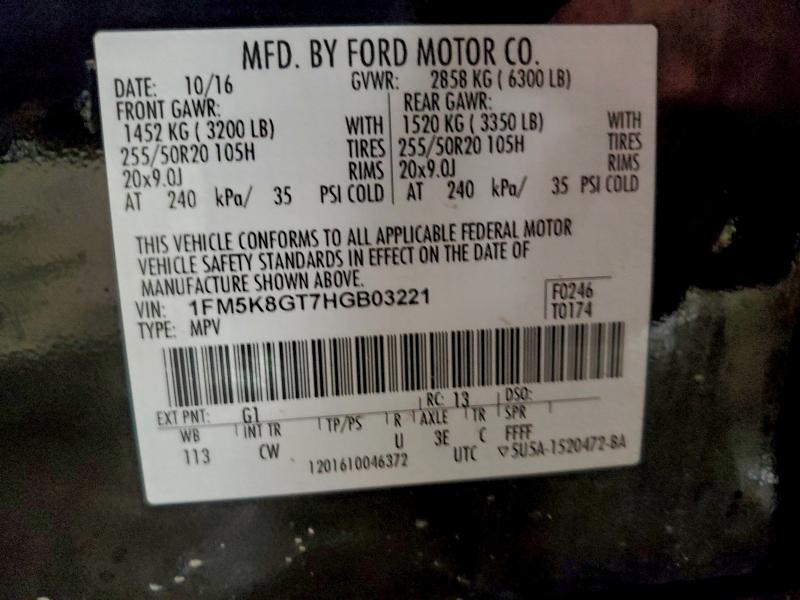 MFD. BY FORD MOTOR CO.
DATE: 10/16 GVWR: 2858 KG ( 6300 LB)
FRONT GAWR: REAR GAWR:
1452 KG ( 3200 LB) WITH 1520 KG ( 3350 LB) WITH
255/50R20 105H TIRES 255/50R20 105H TIRES
20x9.0J RIMS 20x9.0J RIMS
AT 240 kPa/ 35 PSI COLD AT 240 kPa/ 35 PSI COLD
THIS VEHICLE CONFORMS TO ALL APPLICABLE FEDERAL MOTOR
VEHICLE SAFETY STANDARDS IN EFFECT ON THE DATE OF
MANUFACTURE SHOWN ABOVE.
VIN: 1FM5K8GT7HGB03221 F0246
TYPE: MPV T0174
EXT PNT: G1 RC: 13 DSO:
WB INT TR TP/PS R AXLE TR SPR
113 CW U 3E C FFFF
1201610046372 UTC ▽5U5A-1520472-BA